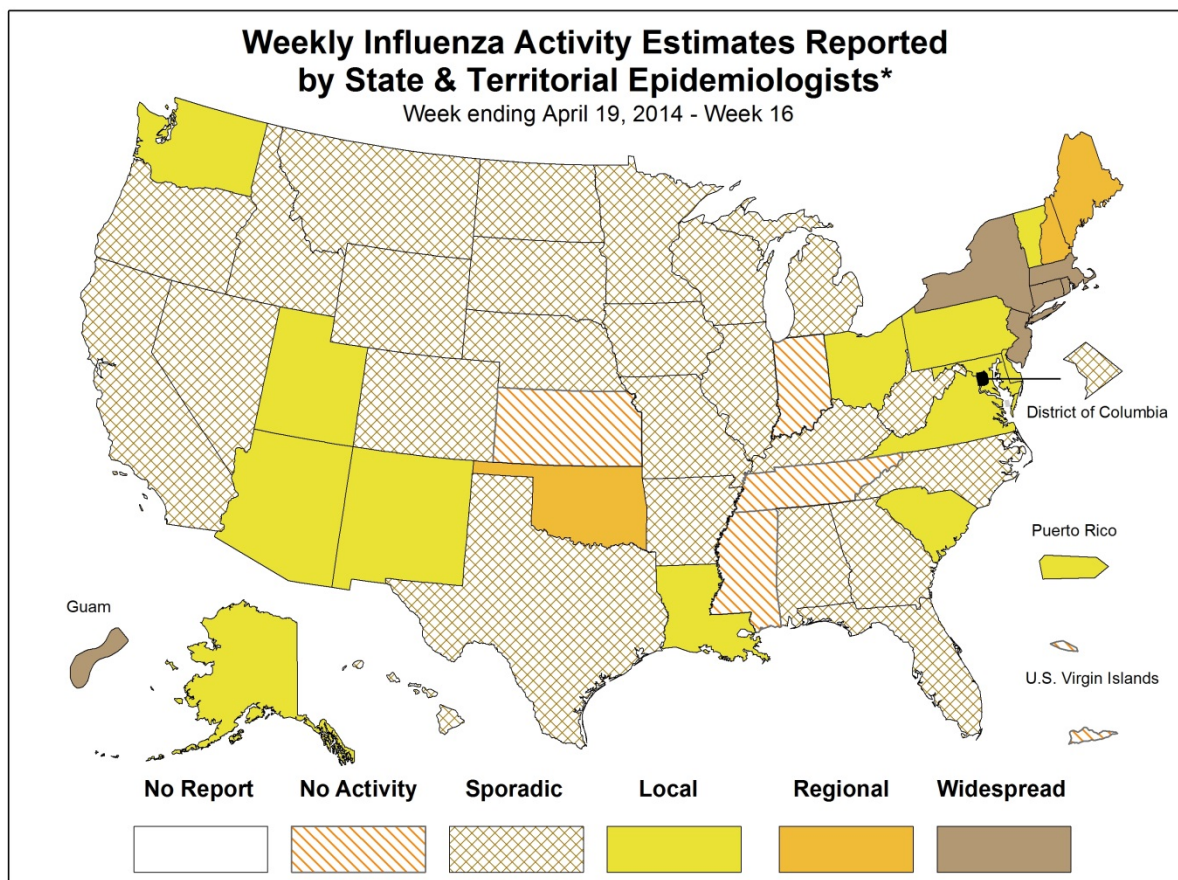 Weekly Influenza Activity Estimates Reported
by State & Territorial Epidemiologists*
Week ending April 19, 2014 - Week 16
District of Columbia
Puerto Rico
Guam
U.S. Virgin Islands
No Report No Activity Sporadic Local Regional Widespread